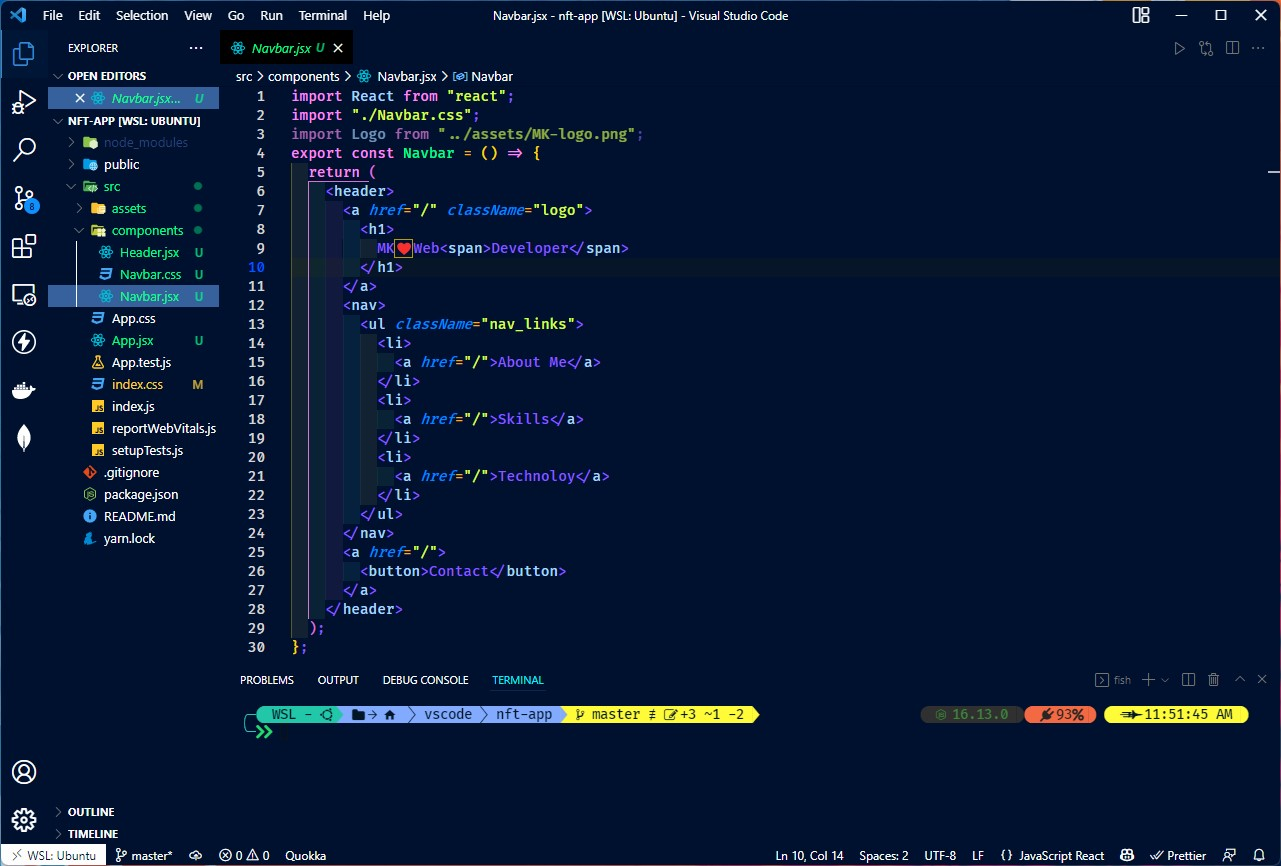 File Edit Selection View Go Run Terminal Help Navbar.jsx - nft-app [WSL: Ubuntu] - Visual Studio Code
EXPLORER
OPEN EDITORS
Navbar.jsx... U
NFT-APP [WSL: UBUNTU]
node_modules
public
src
assets
components
Header.jsx U
Navbar.css U
Navbar.jsx U
App.css
App.jsx U
App.test.js
index.css M
index.js
reportWebVitals.js
setupTests.js
.gitignore
package.json
README.md
yarn.lock
OUTLINE
TIMELINE
8
Navbar.jsx U
src > components > Navbar.jsx > Navbar
1 import React from "react";
2 import "./Navbar.css";
3 import Logo from "../assets/MK-logo.png";
4 export const Navbar = () => {
5 return (
6 <header>
7 <a href="/" className="logo">
8 <h1>
9 MK❤️Web<span>Developer</span>
10 </h1>
11 </a>
12 <nav>
13 <ul className="nav_links">
14 <li>
15 <a href="/">About Me</a>
16 </li>
17 <li>
18 <a href="/">Skills</a>
19 </li>
20 <li>
21 <a href="/">Technoloy</a>
22 </li>
23 </ul>
24 </nav>
25 <a href="/">
26 <button>Contact</button>
27 </a>
28 </header>
29 );
30 };
PROBLEMS OUTPUT DEBUG CONSOLE TERMINAL fish
WSL - vscode nft-app master ≢ +3 ~1 -2 16.13.0 93% 11:51:45 AM
WSL: Ubuntu master* 0 0 Quokka Ln 10, Col 14 Spaces: 2 UTF-8 LF {} JavaScript React Prettier